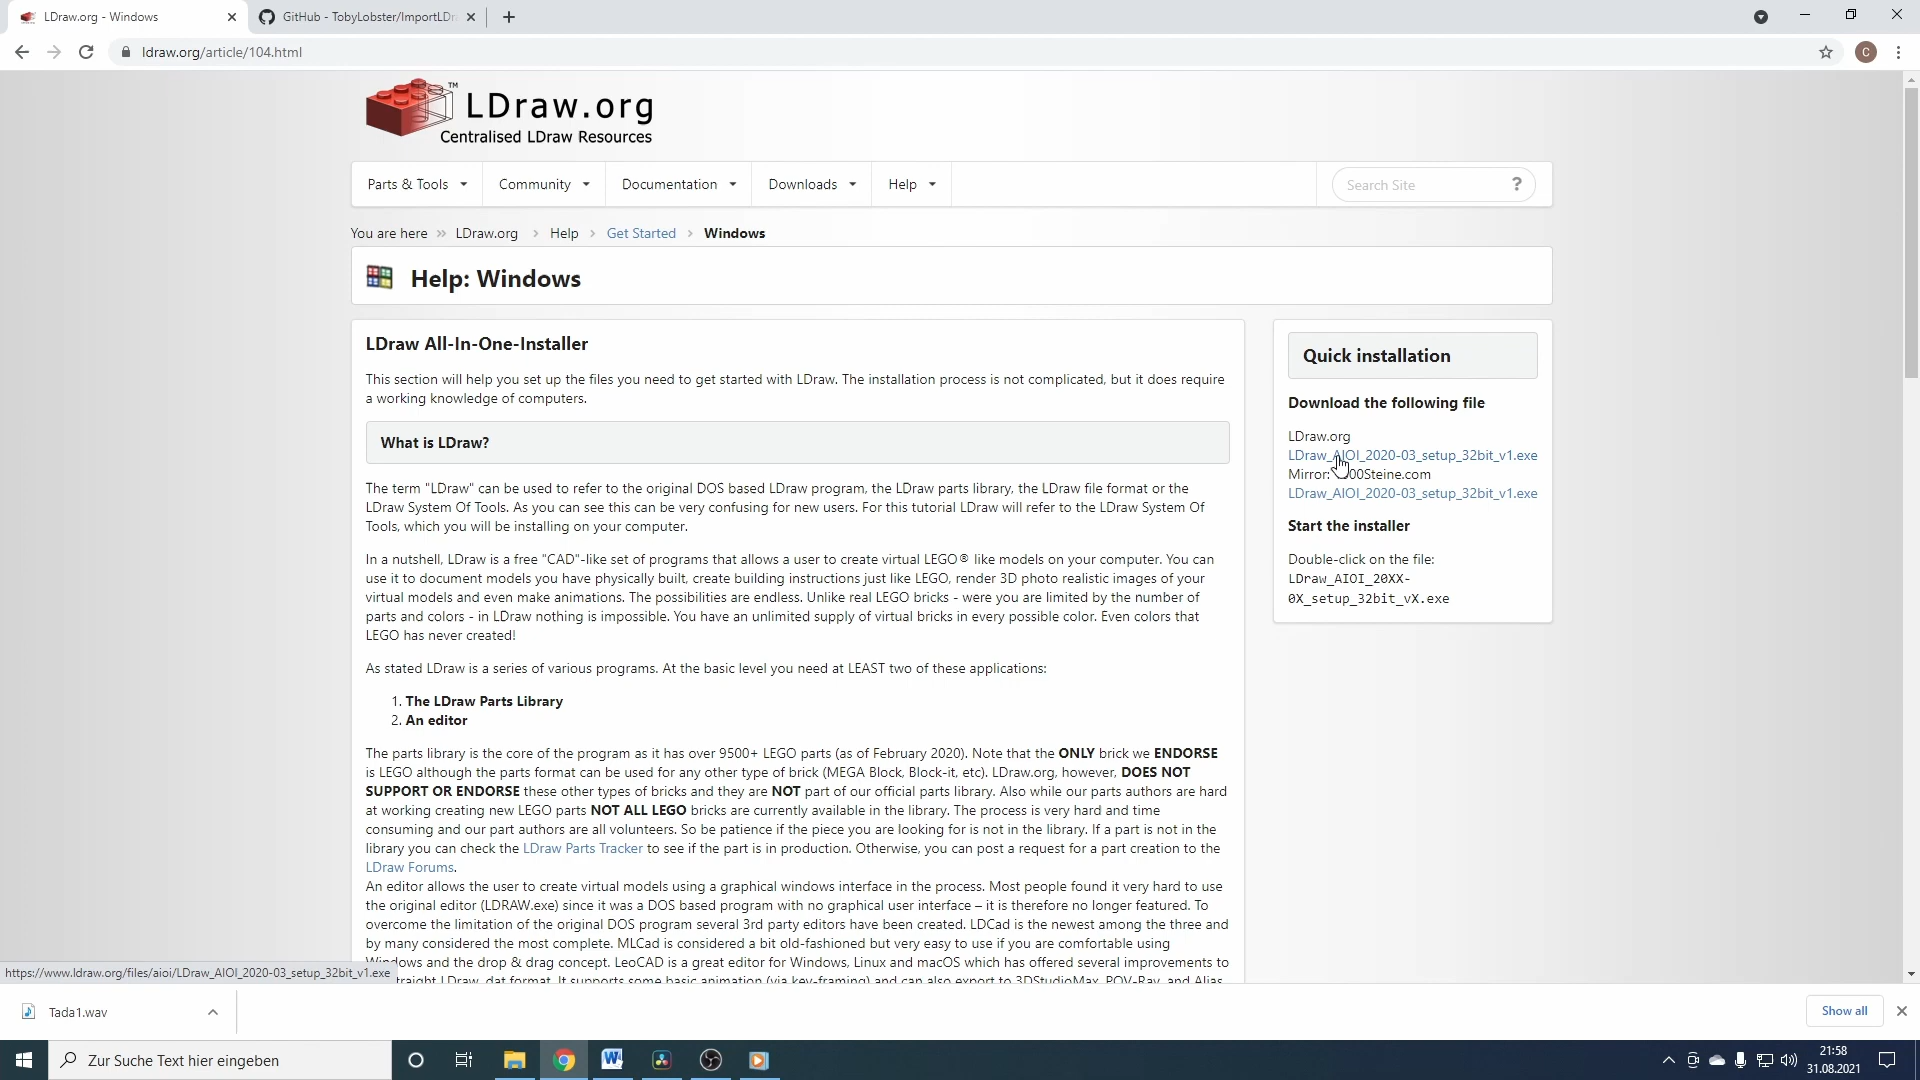 LDraw.org - Windows
GitHub - TobyLobster/ImportLDr
ldraw.org/article/104.html
C
LDraw.org™
Centralised LDraw Resources
Parts & Tools
Community
Documentation
Downloads
Help
Search Site
?
You are here » LDraw.org > Help > Get Started > Windows
Help: Windows
LDraw All-In-One-Installer
This section will help you set up the files you need to get started with LDraw. The installation process is not complicated, but it does require
a working knowledge of computers.
What is LDraw?
The term "LDraw" can be used to refer to the original DOS based LDraw program, the LDraw parts library, the LDraw file format or the
LDraw System Of Tools. As you can see this can be very confusing for new users. For this tutorial LDraw will refer to the LDraw System Of
Tools, which you will be installing on your computer.
In a nutshell, LDraw is a free "CAD"-like set of programs that allows a user to create virtual LEGO® like models on your computer. You can
use it to document models you have physically built, create building instructions just like LEGO, render 3D photo realistic images of your
virtual models and even make animations. The possibilities are endless. Unlike real LEGO bricks - were you are limited by the number of
parts and colors - in LDraw nothing is impossible. You have an unlimited supply of virtual bricks in every possible color. Even colors that
LEGO has never created!
As stated LDraw is a series of various programs. At the basic level you need at LEAST two of these applications:
1. The LDraw Parts Library
2. An editor
The parts library is the core of the program as it has over 9500+ LEGO parts (as of February 2020). Note that the ONLY brick we ENDORSE
is LEGO although the parts format can be used for any other type of brick (MEGA Block, Block-it, etc). LDraw.org, however, DOES NOT
SUPPORT OR ENDORSE these other types of bricks and they are NOT part of our official parts library. Also while our parts authors are hard
at working creating new LEGO parts NOT ALL LEGO bricks are currently available in the library. The process is very hard and time
consuming and our part authors are all volunteers. So be patience if the piece you are looking for is not in the library. If a part is not in the
library you can check the LDraw Parts Tracker to see if the part is in production. Otherwise, you can post a request for a part creation to the
LDraw Forums.
An editor allows the user to create virtual models using a graphical windows interface in the process. Most people found it very hard to use
the original editor (LDRAW.exe) since it was a DOS based program with no graphical user interface – it is therefore no longer featured. To
overcome the limitation of the original DOS program several 3rd party editors have been created. LDCad is the newest among the three and
by many considered the most complete. MLCad is considered a bit old-fashioned but very easy to use if you are comfortable using
Windows and the drop & drag concept. LeoCAD is a great editor for Windows, Linux and macOS which has offered several improvements to
traight LDraw .dat format. It supports some basic animation (via key-framing) and can also export to 3DStudioMax, POV-Ray, and Alias
Quick installation
Download the following file
LDraw.org
LDraw_AIOI_2020-03_setup_32bit_v1.exe
Mirror: 00Steine.com
LDraw_AIOI_2020-03_setup_32bit_v1.exe
Start the installer
Double-click on the file:
LDraw_AIOI_20XX-
0X_setup_32bit_vX.exe
https://www.ldraw.org/files/aioi/LDraw_AIOI_2020-03_setup_32bit_v1.exe
Tada1.wav
Show all
Zur Suche Text hier eingeben
21:58
31.08.2021